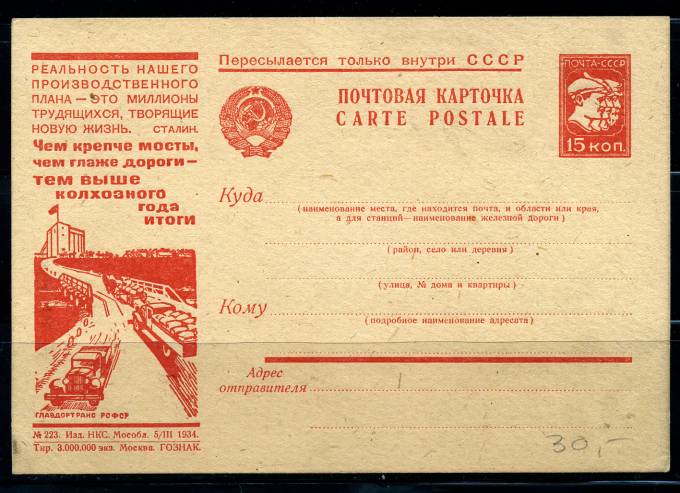 РЕАЛЬНОСТЬ НАШЕГО
ПРОИЗВОДСТВЕННОГО
ПЛАНА — ЭТО МИЛЛИОНЫ
ТРУДЯЩИХСЯ, ТВОРЯЩИЕ
НОВУЮ ЖИЗНЬ. СТАЛИН.
Чем крепче мосты,
чем глаже дороги—
тем выше
колхозного
года
итоги
ГЛАВДОРТРАНС РСФСР
№ 223. Изд. НКС. Мособл. 5/III 1934.
Тир. 3.000.000 экз. Москва. ГОЗНАК.
Пересылается только внутри СССР
ПОЧТОВАЯ КАРТОЧКА
CARTE POSTALE
ПОЧТА-СССР
15 КОП.
Куда
(наименование места, где находится почта, и области или края,
а для станций—наименование железной дороги)
(район, село или деревня)
(улица, № дома и квартиры)
Кому
(подробное наименование адресата)
Адрес
отправителя
30,-